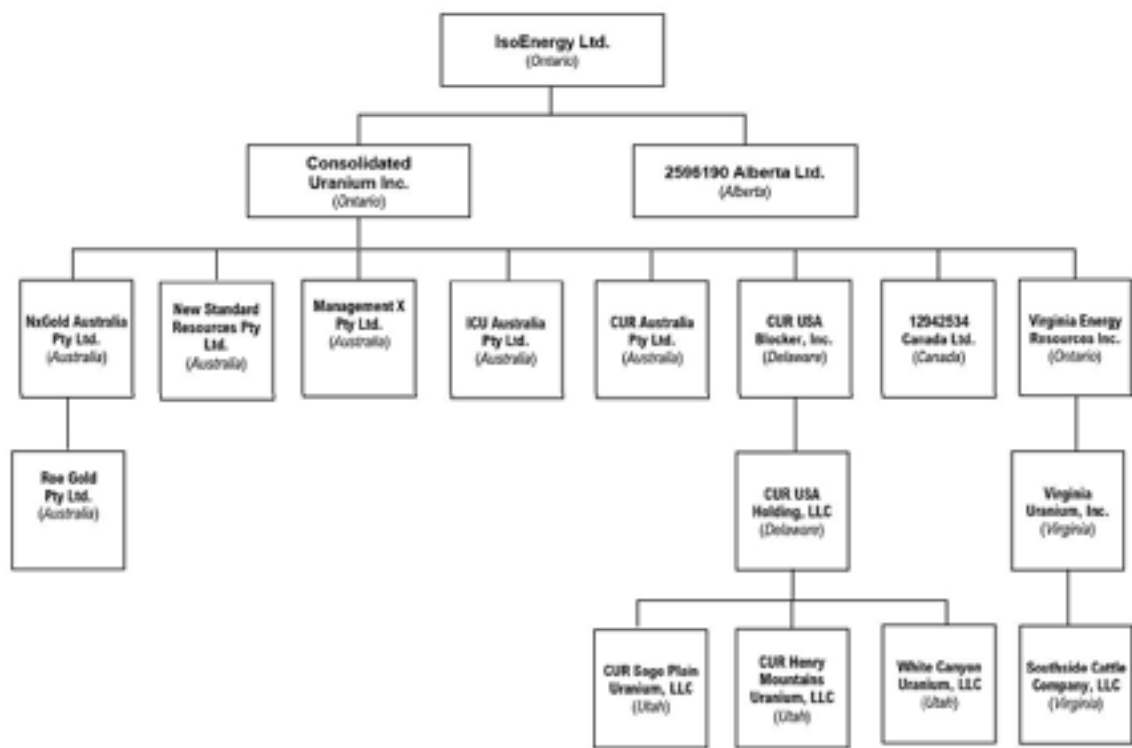 IsoEnergy Ltd.
(Ontario)
Consolidated
Uranium Inc.
(Ontario)
2596190 Alberta Ltd.
(Alberta)
NxGold Australia
Pty Ltd.
(Australia)
New Standard
Resources Pty
Ltd.
(Australia)
Management X
Pty Ltd.
(Australia)
ICU Australia
Pty Ltd.
(Australia)
CUR Australia
Pty Ltd.
(Australia)
CUR USA
Blocker, Inc.
(Delaware)
12942534
Canada Ltd.
(Canada)
Virginia Energy
Resources Inc.
(Ontario)
Roe Gold
Pty Ltd.
(Australia)
CUR USA
Holding, LLC
(Delaware)
Virginia
Uranium, Inc.
(Virginia)
CUR Sage Plain
Uranium, LLC
(Utah)
CUR Henry
Mountains
Uranium, LLC
(Utah)
White Canyon
Uranium, LLC
(Utah)
Southside Cattle
Company, LLC
(Virginia)